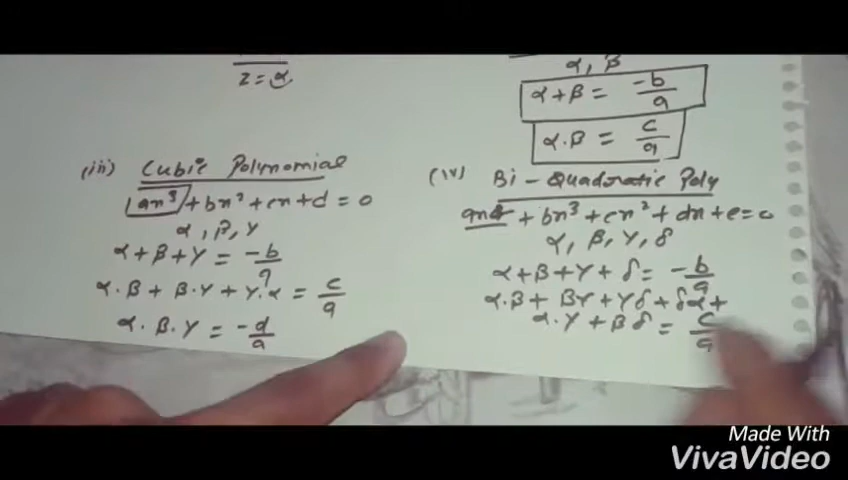 2 = α
α, β
α+β = -b/a
α.β = c/a
(iii) Cubic Polynomial
ax³ + bx² + cx + d = 0
α, β, γ
α + β + γ = -b/a
α.β + β.γ + γ.α = c/a
α.β.γ = -d/a
(iv) Bi-Quadratic Poly
ax⁴ + bx³ + cx² + dx + e = 0
α, β, γ, δ
α + β + γ + δ = -b/a
α.β + βγ + γδ + δα +
α.γ + βδ = c/a
Made With
VivaVideo